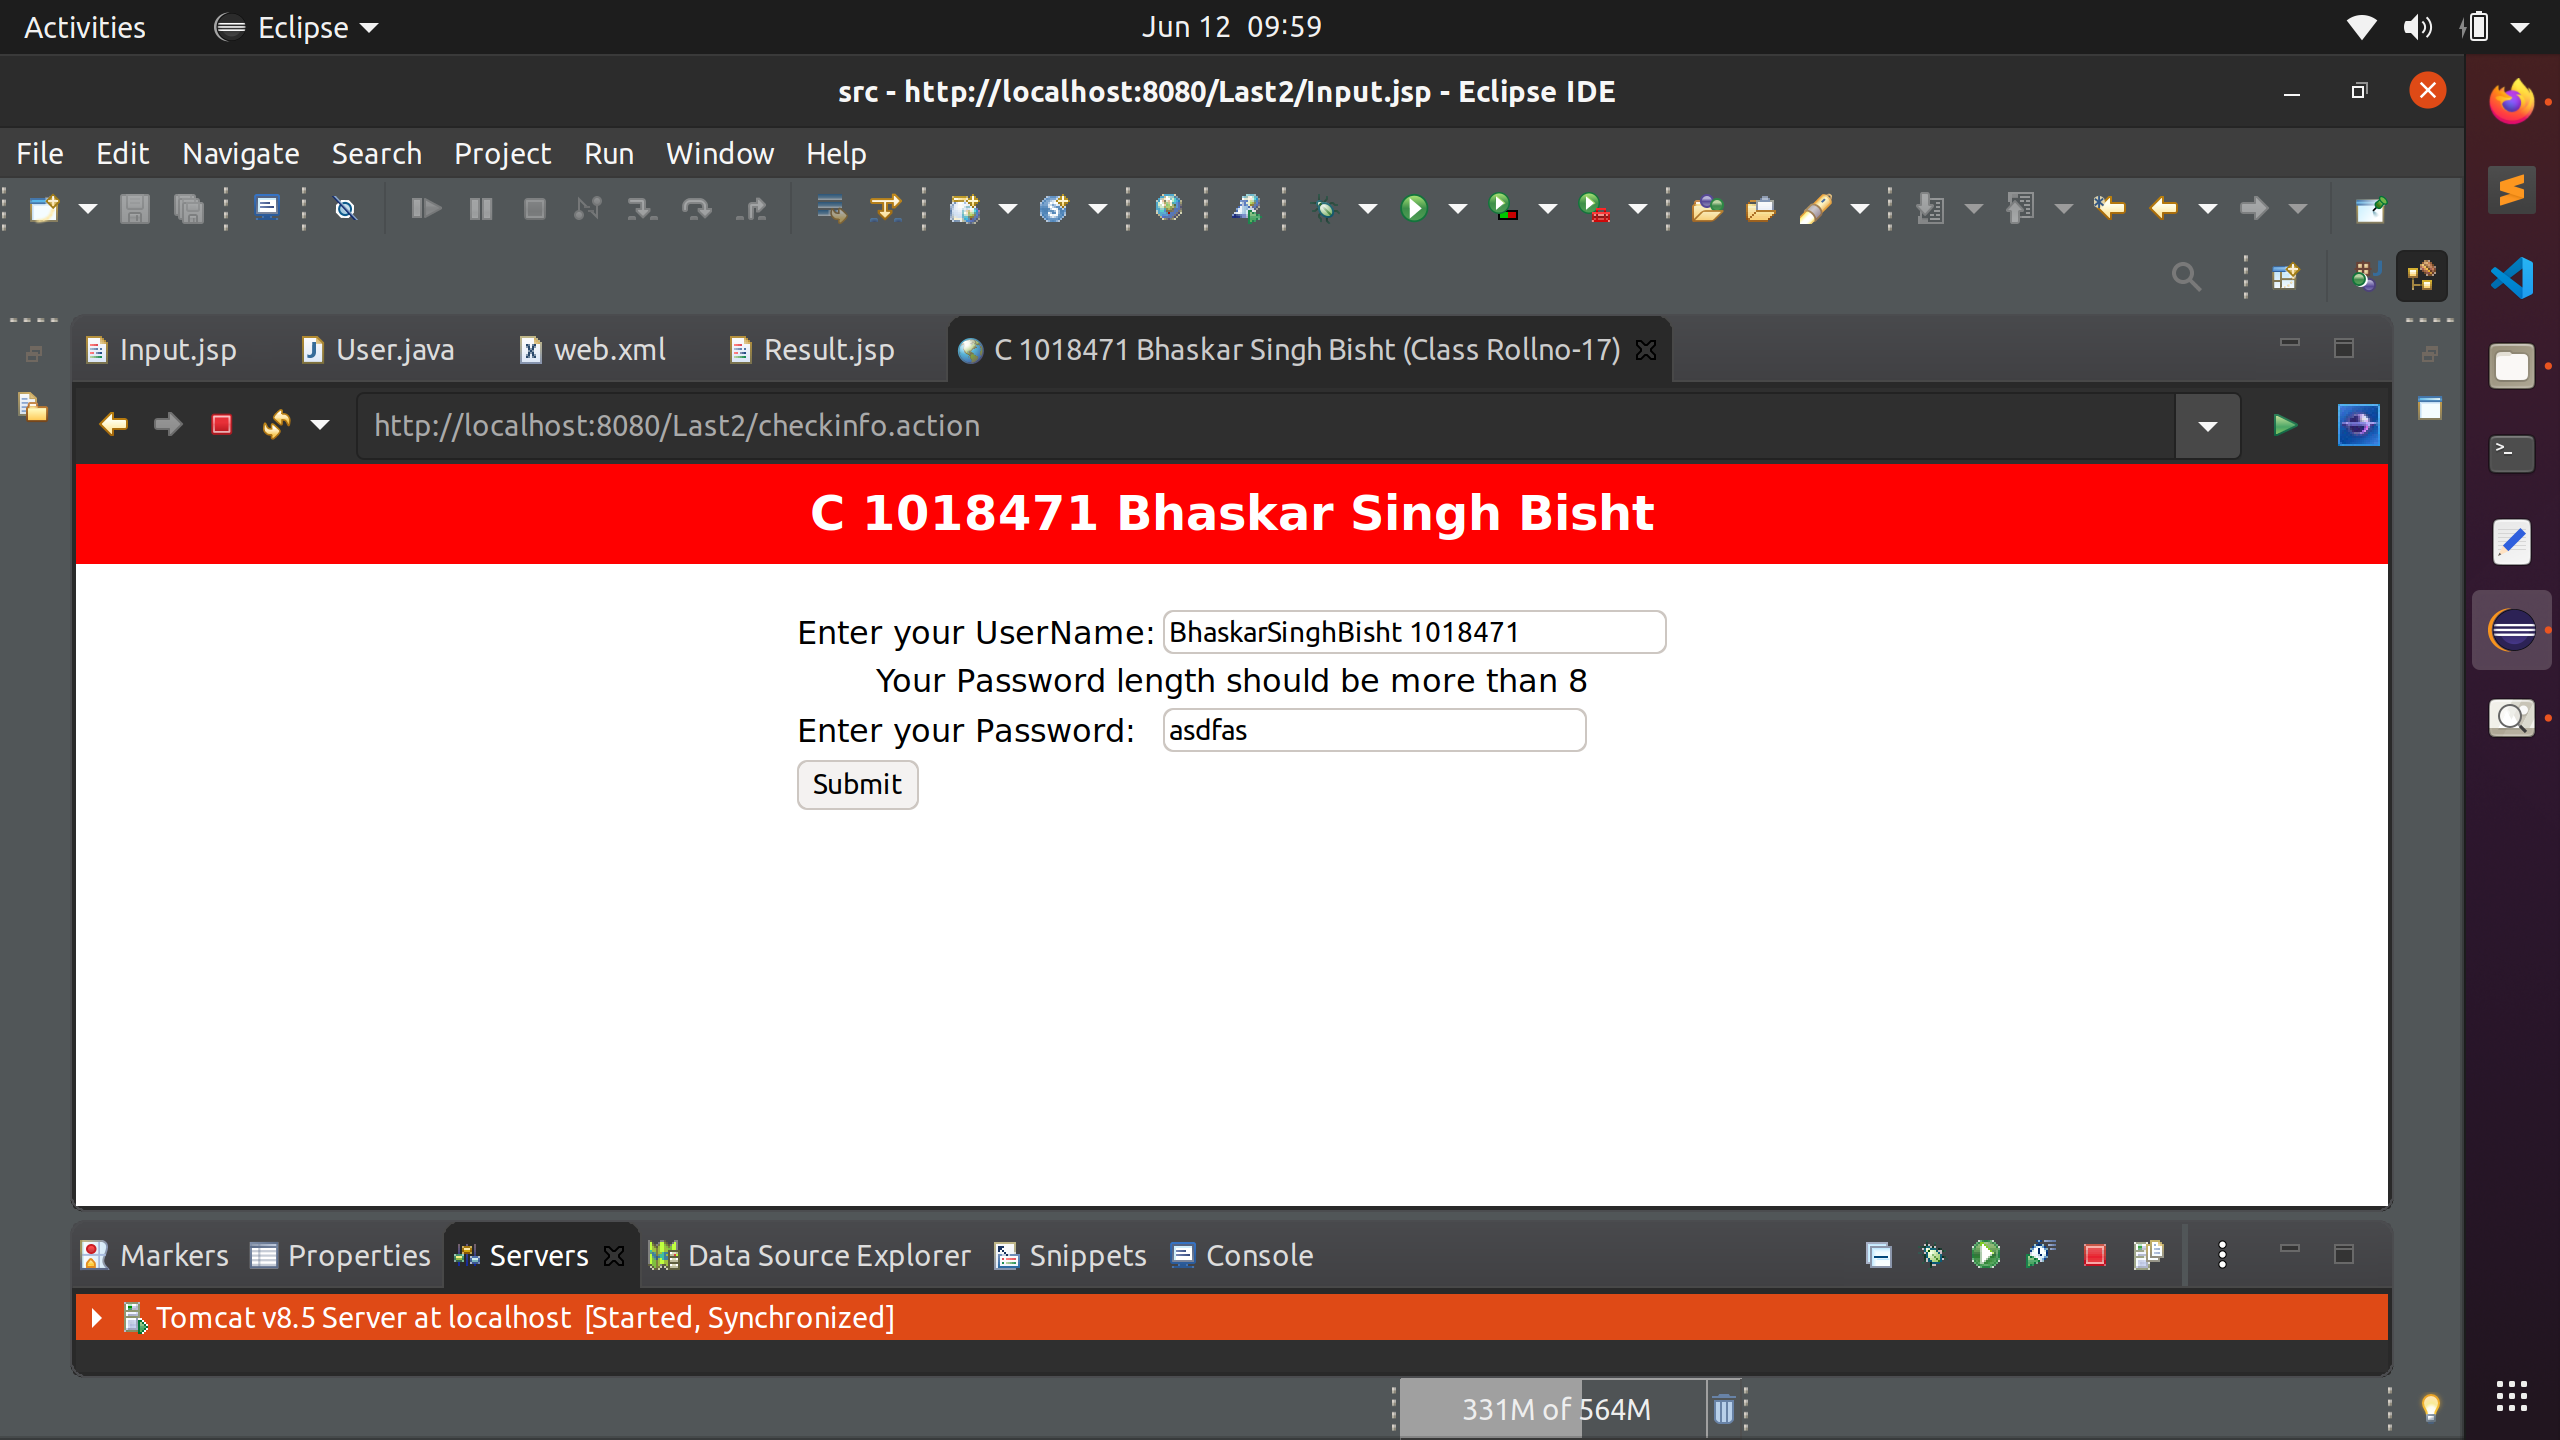 Activities Eclipse Jun 12 09:59
src - http://localhost:8080/Last2/Input.jsp - Eclipse IDE
File Edit Navigate Search Project Run Window Help
Input.jsp User.java web.xml Result.jsp C 1018471 Bhaskar Singh Bisht (Class Rollno-17)
http://localhost:8080/Last2/checkinfo.action
C 1018471 Bhaskar Singh Bisht
Enter your UserName: BhaskarSinghBisht 1018471
Your Password length should be more than 8
Enter your Password: asdfas
Submit
Markers Properties Servers Data Source Explorer Snippets Console
Tomcat v8.5 Server at localhost [Started, Synchronized]
331M of 564M